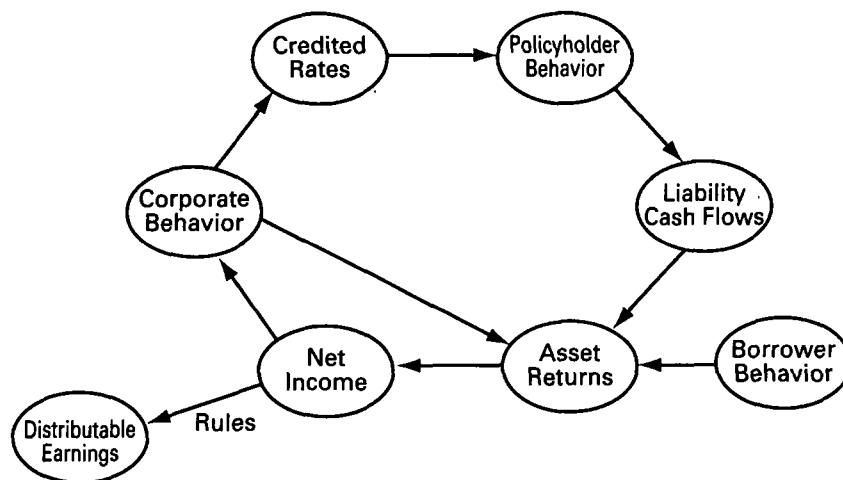 Credited
Rates
Policyholder
Behavior
Corporate
Behavior
Liability
Cash Flows
Net
Income
Asset
Returns
Borrower
Behavior
Distributable
Earnings
Rules